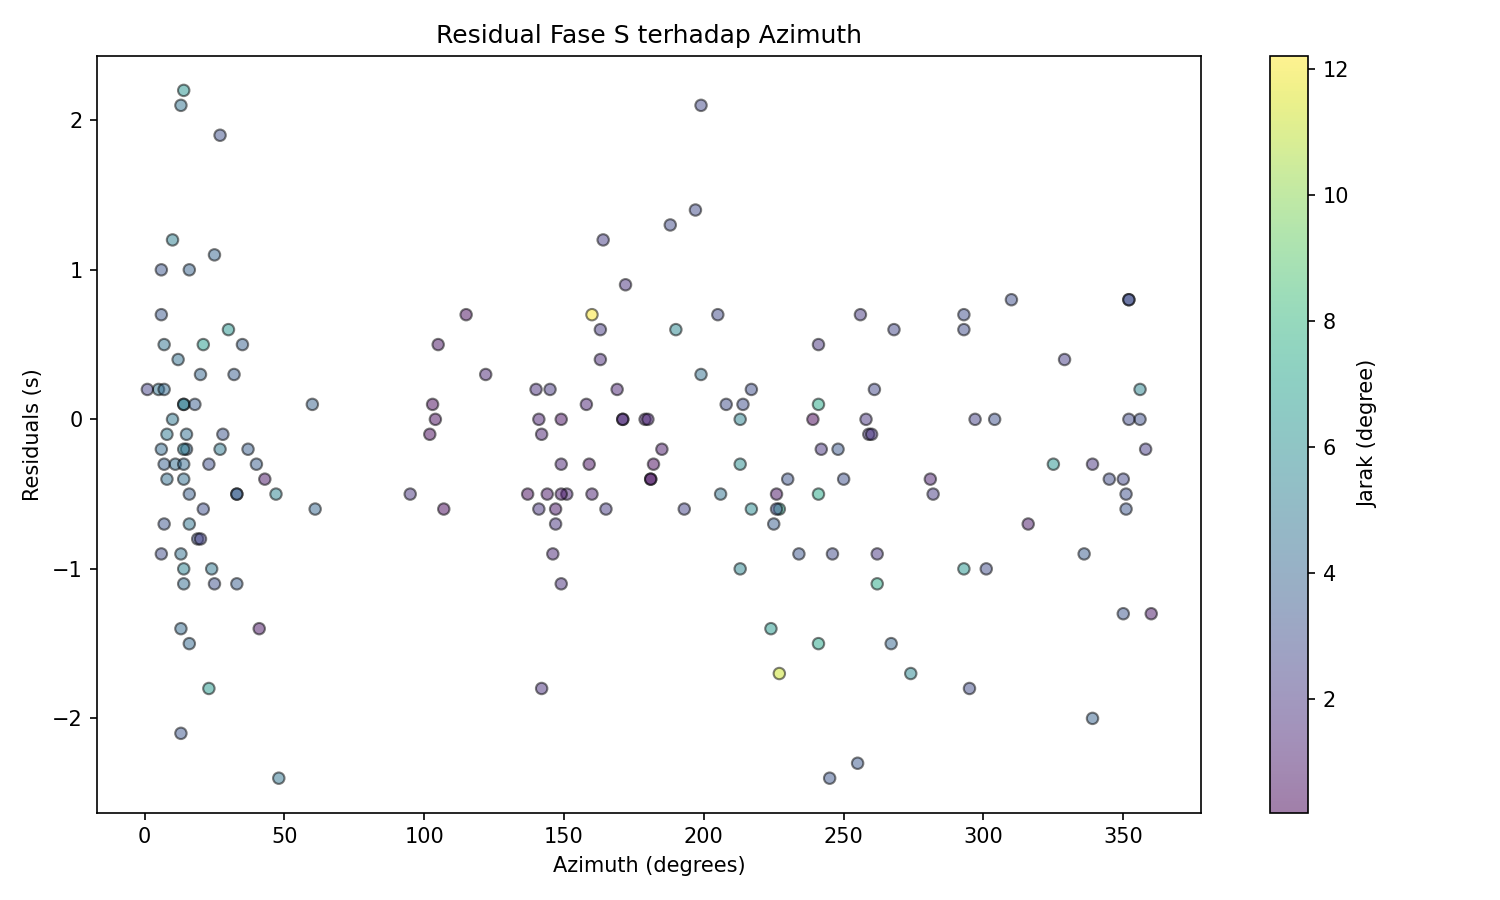 Residual Fase S terhadap Azimuth
Residuals (s)
2
1
0
−1
−2
0 50 100 150 200 250 300 350
Azimuth (degrees)
12
10
8
6
4
2
Jarak (degree)